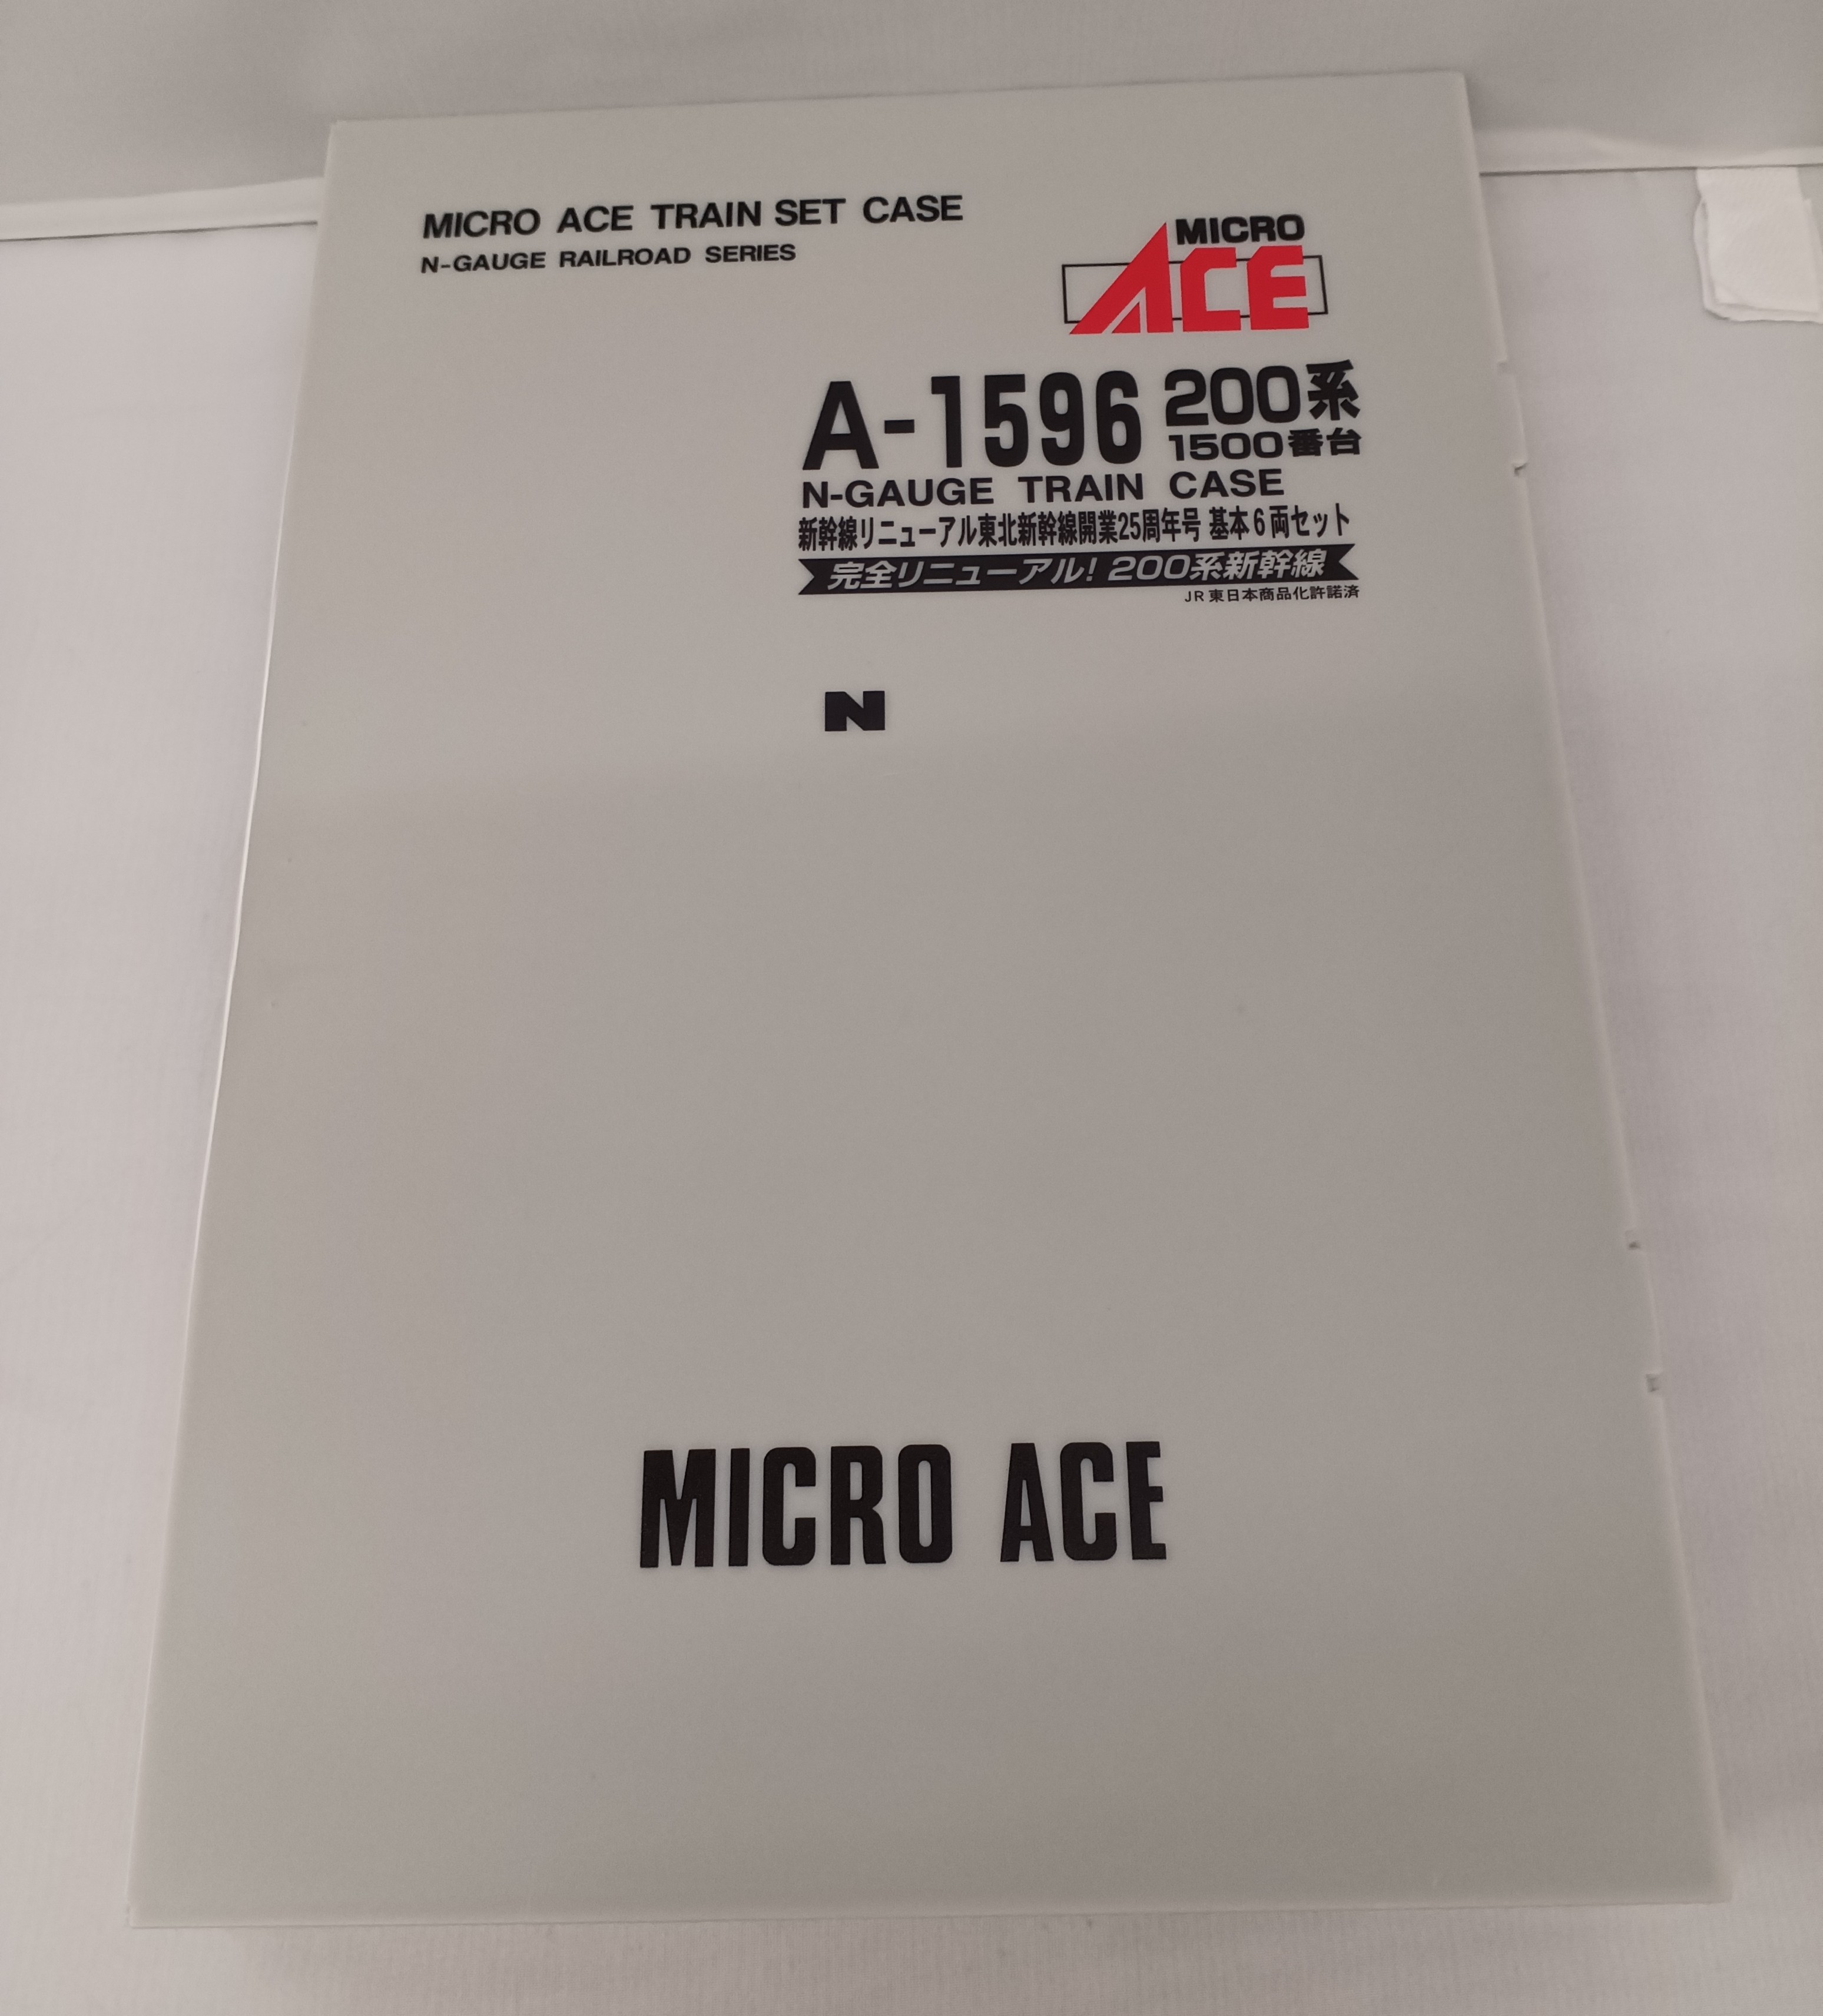 MICRO ACE TRAIN SET CASE
N-GAUGE RAILROAD SERIES
MICRO
ACE
A-1596 200系
1500番台
N-GAUGE TRAIN CASE
新幹線リニューアル東北新幹線開業25周年号 基本6両セット
完全リニューアル! 200系新幹線
JR東日本商品化許諾済
N
MICRO ACE